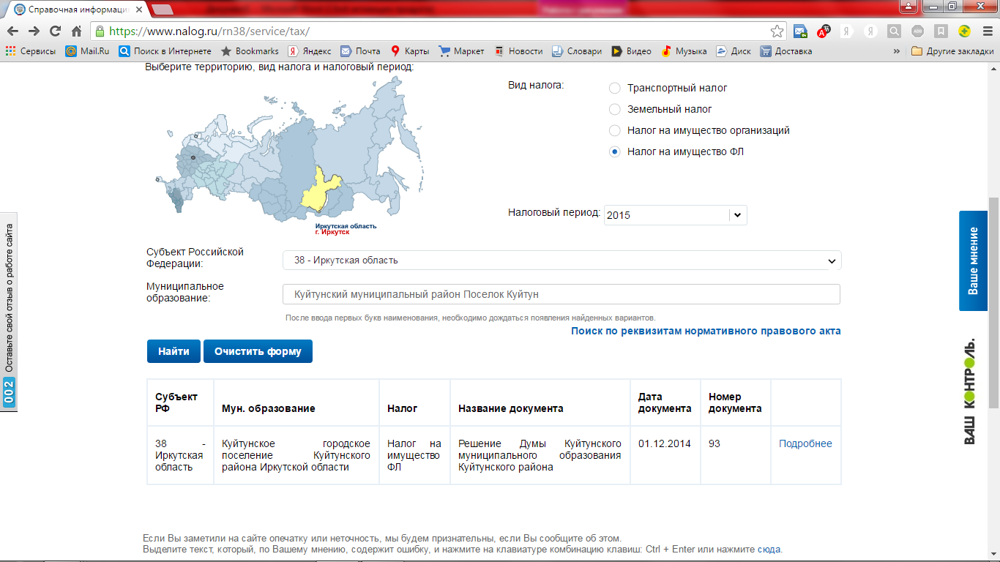 Справочная информаци
https://www.nalog.ru/rn38/service/tax/
Сервисы Mail.Ru Поиск в Интернете Bookmarks Яндекс Почта Карты Маркет Новости Словари Видео Музыка Диск Доставка » Другие закладки
Выберите территорию, вид налога и налоговый период:
Вид налога:
Транспортный налог
Земельный налог
Налог на имущество организаций
Налог на имущество ФЛ
Налоговый период: 2015
Иркутская область
г. Иркутск
Субъект Российской
Федерации:
38 - Иркутская область
Муниципальное
образование:
Куйтунский муниципальный район Поселок Куйтун
После ввода первых букв наименования, необходимо дождаться появления найденных вариантов.
Поиск по реквизитам нормативного правового акта
Найти Очистить форму
Субъект
РФ
Мун. образование
Налог
Название документа
Дата
документа
Номер
документа
38 -
Иркутская
область
Куйтунское городское
поселение Куйтунского
района Иркутской области
Налог на
имущество
ФЛ
Решение Думы Куйтунского
муниципального образования
Куйтунского района
01.12.2014
93
Подробнее
Если Вы заметили на сайте опечатку или неточность, мы будем признательны, если Вы сообщите об этом.
Выделите текст, который, по Вашему мнению, содержит ошибку, и нажмите на клавиатуре комбинацию клавиш: Ctrl + Enter или нажмите сюда.
Оставьте свой отзыв о работе сайта
002
Ваше мнение
ВАШ КОНТРОЛЬ.